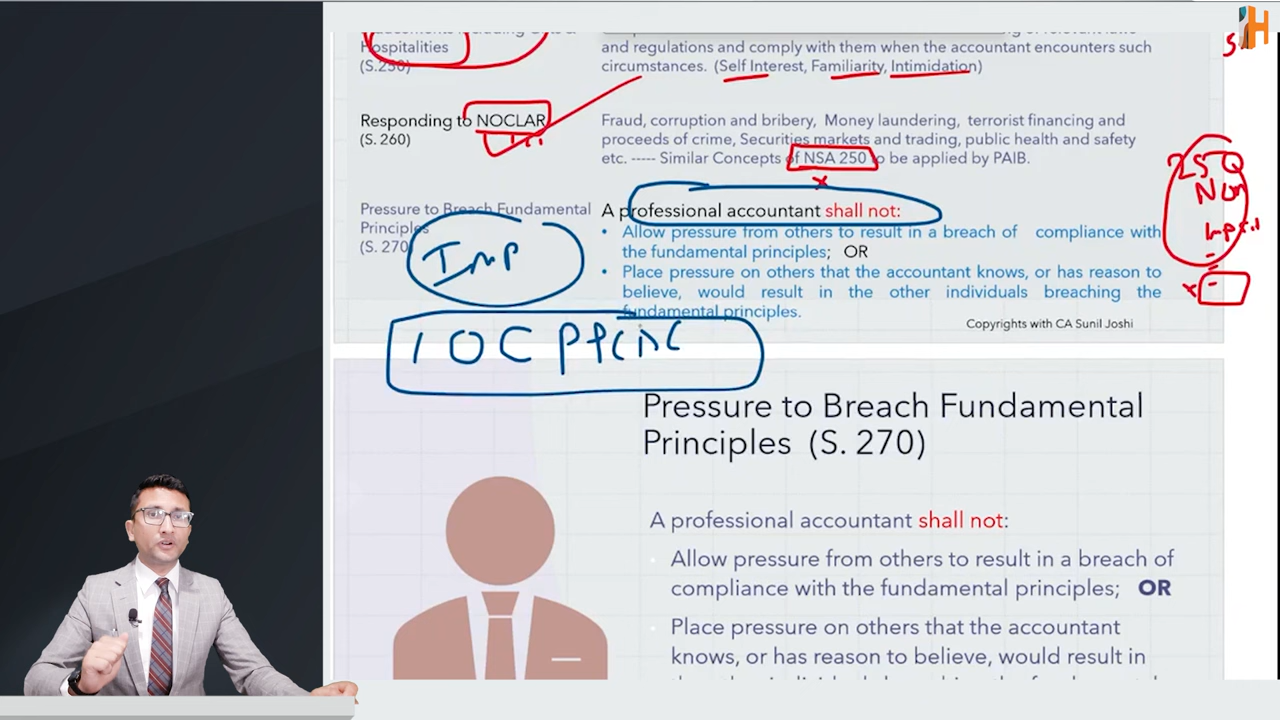 Hospitalities
(S.250)
and regulations and comply with them when the accountant encounters such
circumstances. (Self Interest, Familiarity, Intimidation)
Responding to NOCLAR
(S. 260)
Fraud, corruption and bribery, Money laundering, terrorist financing and
proceeds of crime, Securities markets and trading, public health and safety
etc. ----- Similar Concepts of NSA 250 to be applied by PAIB.
250
Pressure to Breach Fundamental
Principles
(S. 270)
Imp
A professional accountant shall not:
• Allow pressure from others to result in a breach of compliance with
the fundamental principles; OR
• Place pressure on others that the accountant knows, or has reason to
believe, would result in the other individuals breaching the
fundamental principles.
Copyrights with CA Sunil Joshi
Pressure to Breach Fundamental
Principles (S. 270)
A professional accountant shall not:
Allow pressure from others to result in a breach of
compliance with the fundamental principles; OR
Place pressure on others that the accountant
knows, or has reason to believe, would result in
H